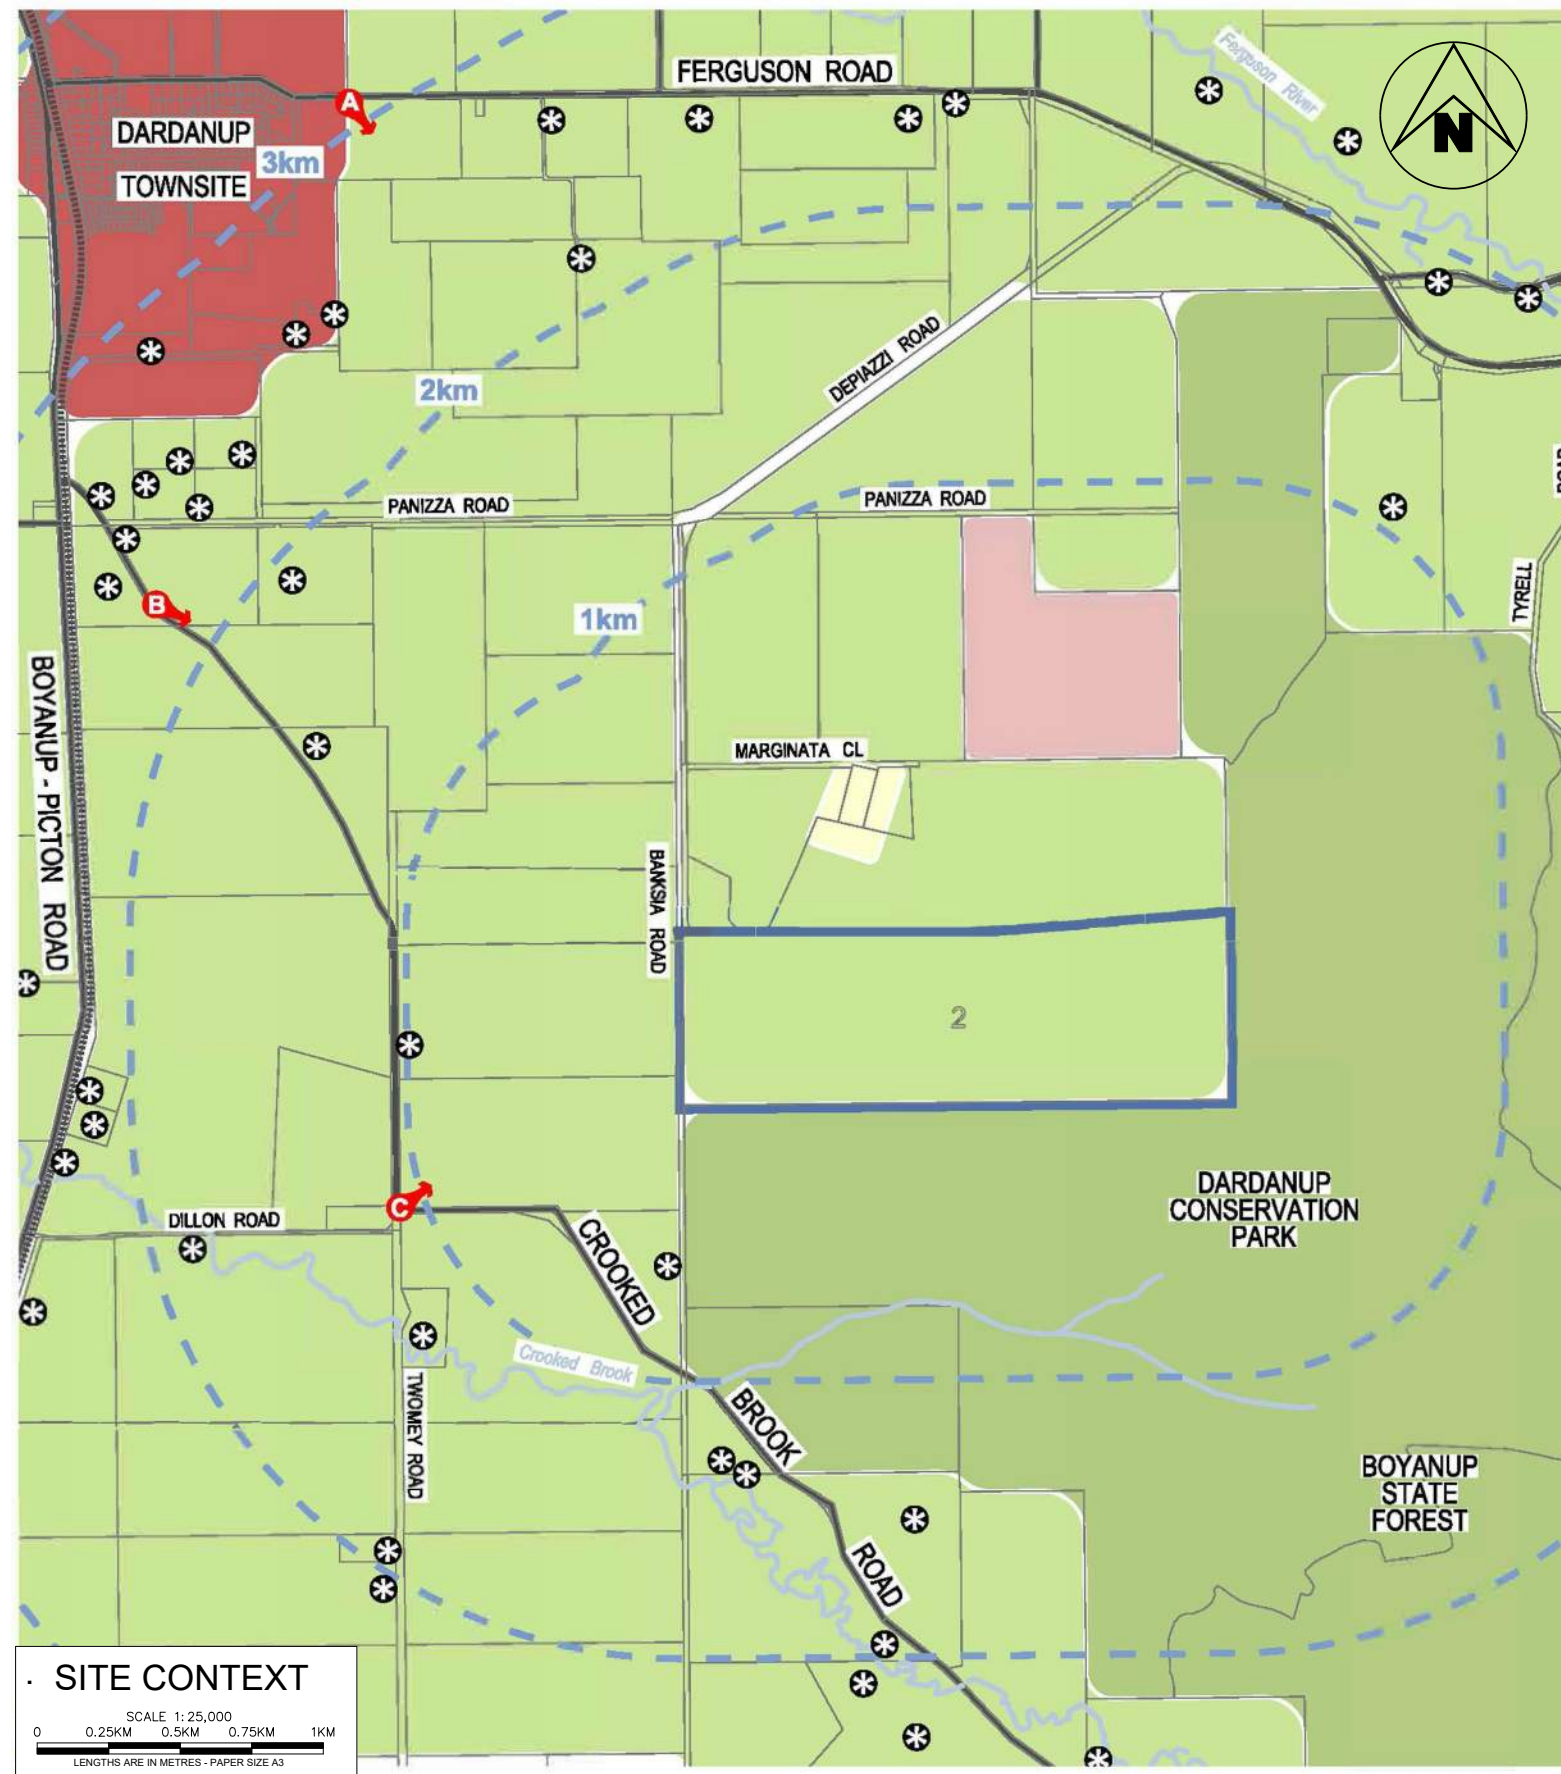 FERGUSON ROAD
Ferguson River
N
A
DARDANUP
TOWNSITE
3km
2km
DEPIAZZI ROAD
PANIZZA ROAD
PANIZZA ROAD
B
1km
TYRELL
ROAD
BOYANUP - PICTON ROAD
MARGINATA CL
BANKSIA ROAD
2
DARDANUP
CONSERVATION
PARK
C
DILLON ROAD
CROOKED
BROOK
ROAD
Crooked Brook
TWOMEY ROAD
BOYANUP
STATE
FOREST
SITE CONTEXT
SCALE 1:25,000
0 0.25KM 0.5KM 0.75KM 1KM
LENGTHS ARE IN METRES - PAPER SIZE A3